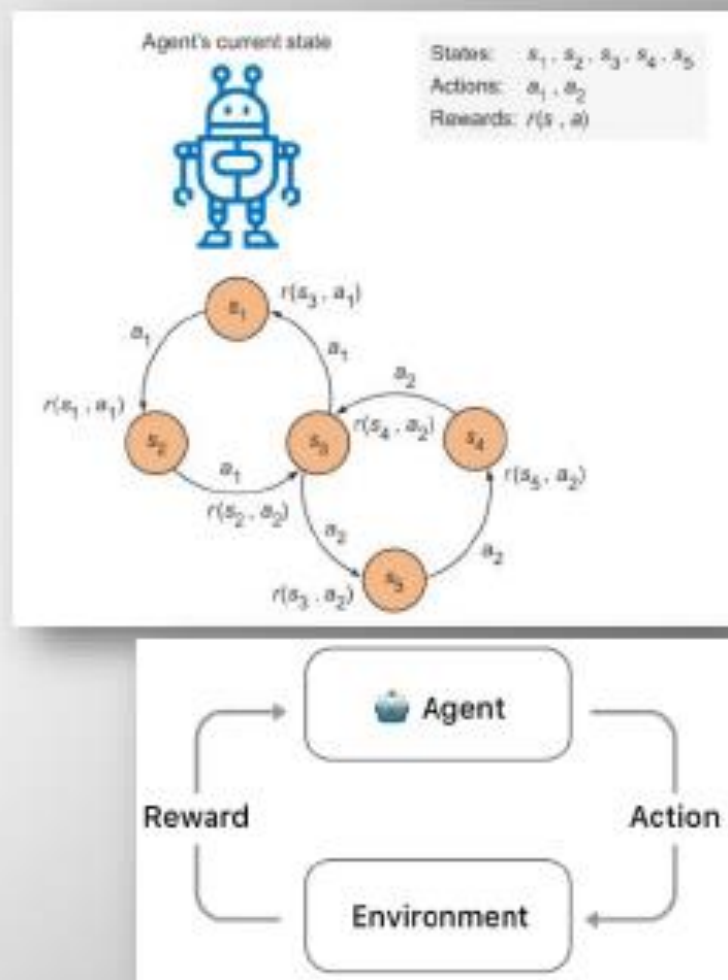 Agent's current state
States: s₁ , s₂ , s₃ , s₄ , s₅
Actions: a₁ , a₂
Rewards: r(s , a)
s₁
r(s₃ , a₁)
a₁
a₁
a₂
r(s₁ , a₁)
s₂
s₃
r(s₄ , a₂)
s₄
a₁
r(s₅ , a₂)
r(s₂ , a₂)
a₂
a₂
r(s₃ , a₂)
s₅
Agent
Reward
Action
Environment